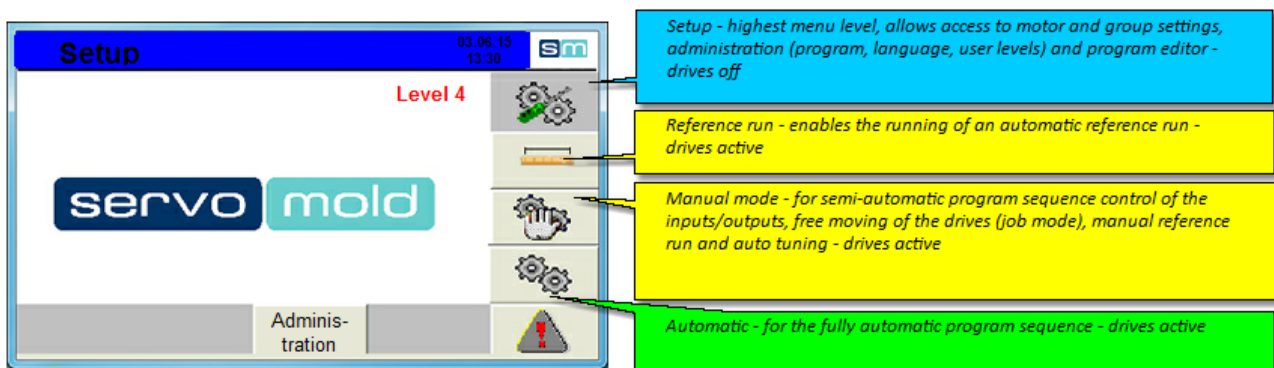 Setup
03.06.15
13:30
sm
Level 4
servo mold
Adminis-
tration
Setup - highest menu level, allows access to motor and group settings,
administration (program, language, user levels) and program editor -
drives off
Reference run - enables the running of an automatic reference run -
drives active
Manual mode - for semi-automatic program sequence control of the
inputs/outputs, free moving of the drives (job mode), manual reference
run and auto tuning - drives active
Automatic - for the fully automatic program sequence - drives active